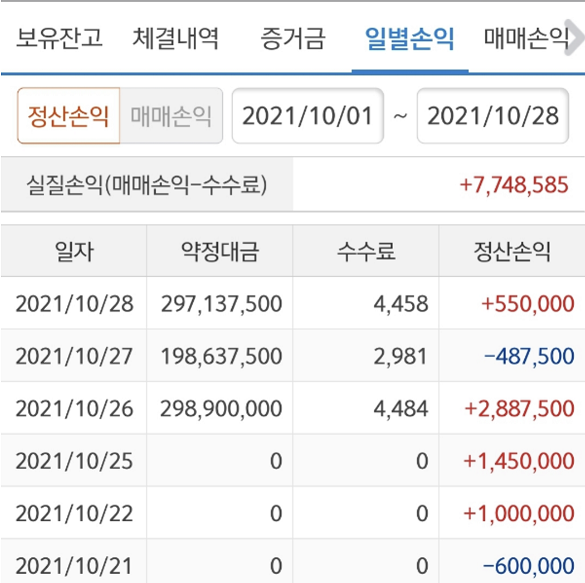 보유잔고 체결내역 증거금 일별손익 매매손익
정산손익 매매손익 2021/10/01 ~ 2021/10/28
실질손익(매매손익-수수료) +7,748,585
일자 약정대금 수수료 정산손익
2021/10/28 297,137,500 4,458 +550,000
2021/10/27 198,637,500 2,981 -487,500
2021/10/26 298,900,000 4,484 +2,887,500
2021/10/25 0 0 +1,450,000
2021/10/22 0 0 +1,000,000
2021/10/21 0 0 -600,000